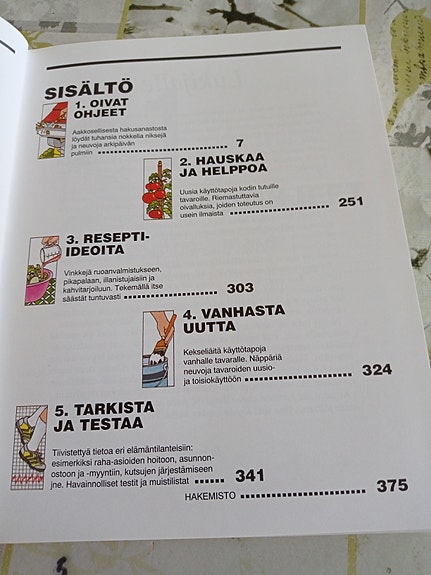 SISÄLTÖ
1. OIVAT
OHJEET
Aakkosellisesta hakusanastosta
löydät tuhansia nokkelia niksejä
ja neuvoja arkipäivän
pulmiin 7
2. HAUSKAA
JA HELPPOA
Uusia käyttötapoja kodin tutuille
tavaroille. Riemastuttavia
oivalluksia, joiden toteutus on
usein ilmaista 251
3. RESEPTI-
IDEOITA
Vinkkejä ruoanvalmistukseen,
pikapalaan, illanistujaisiin ja
kahvitarjoiluun. Tekemällä itse
säästät tuntuvasti 303
4. VANHASTA
UUTTA
Kekseliäitä käyttötapoja
vanhalle tavaralle. Näppäriä
neuvoja tavaroiden uusio-
ja toisiokäyttöön 324
5. TARKISTA
JA TESTAA
Tiivistettyä tietoa eri elämäntilanteisiin:
esimerkiksi raha-asioiden hoitoon, asunnon-
ostoon ja -myyntiin, kutsujen järjestämiseen
jne. Havainnolliset testit ja muistilistat 341
HAKEMISTO 375